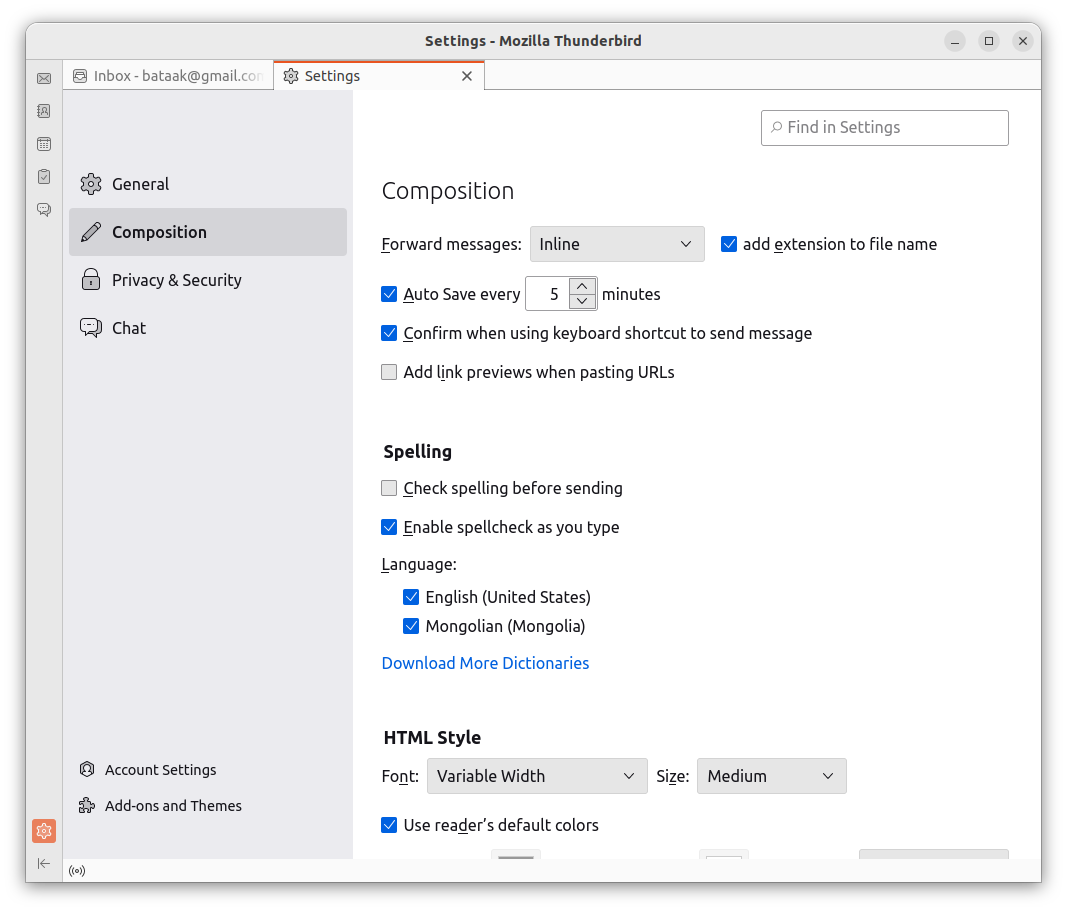 Settings - Mozilla Thunderbird
Inbox - bataak@gmail.con
Settings
Find in Settings
General
Composition
Privacy & Security
Chat
Account Settings
Add-ons and Themes
Composition
Forward messages: Inline add extension to file name
Auto Save every 5 minutes
Confirm when using keyboard shortcut to send message
Add link previews when pasting URLs
Spelling
Check spelling before sending
Enable spellcheck as you type
Language:
English (United States)
Mongolian (Mongolia)
Download More Dictionaries
HTML Style
Font: Variable Width Size: Medium
Use reader’s default colors